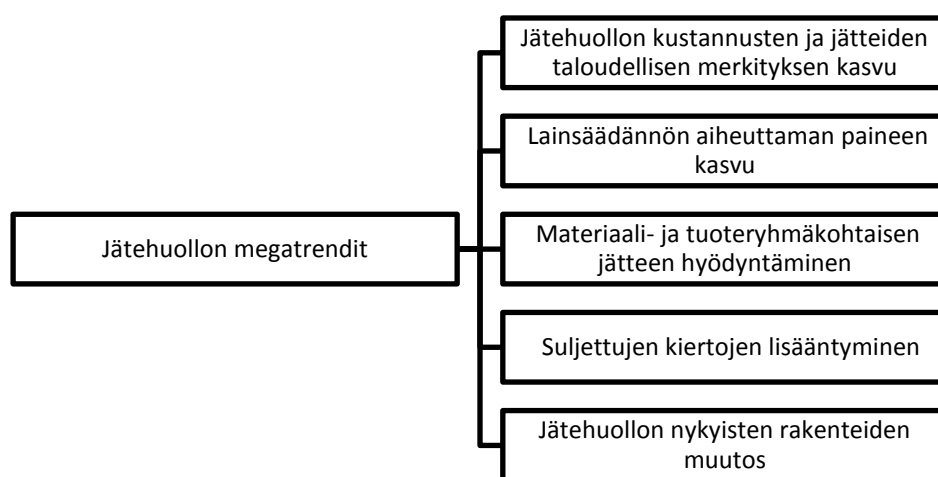 Jätehuollon kustannusten ja jätteiden
taloudellisen merkityksen kasvu
Lainsäädännön aiheuttaman paineen
kasvu
Jätehuollon megatrendit
Materiaali- ja tuoteryhmäkohtaisen
jätteen hyödyntäminen
Suljettujen kiertojen lisääntyminen
Jätehuollon nykyisten rakenteiden
muutos